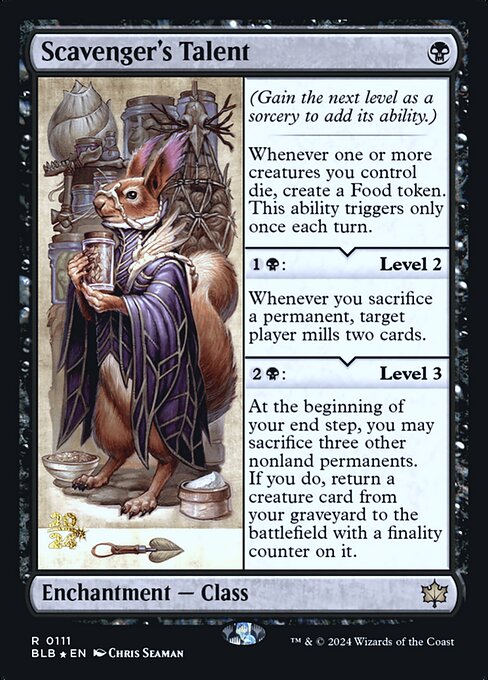 Scavenger's Talent
(Gain the next level as a
sorcery to add its ability.)
Whenever one or more
creatures you control
die, create a Food token.
This ability triggers only
once each turn.
1 : Level 2
Whenever you sacrifice
a permanent, target
player mills two cards.
2 : Level 3
At the beginning of
your end step, you may
sacrifice three other
nonland permanents.
If you do, return a
creature card from
your graveyard to the
battlefield with a finality
counter on it.
Enchantment — Class
R 0111
BLB ★ EN Chris Seaman
™ & © 2024 Wizards of the Coast